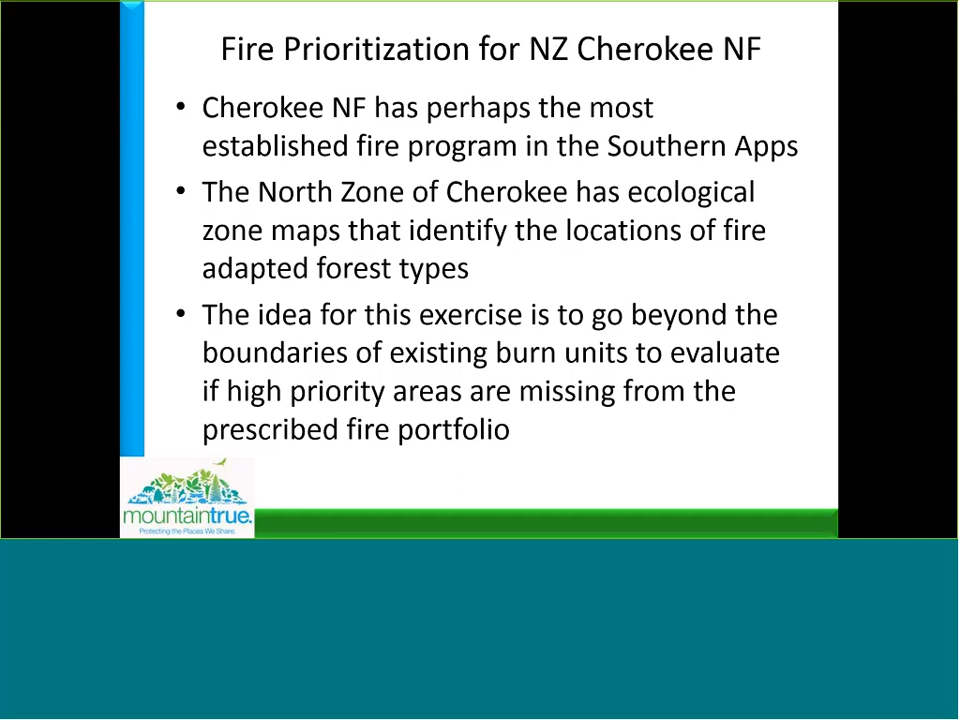 Fire Prioritization for NZ Cherokee NF
• Cherokee NF has perhaps the most
established fire program in the Southern Apps
• The North Zone of Cherokee has ecological
zone maps that identify the locations of fire
adapted forest types
• The idea for this exercise is to go beyond the
boundaries of existing burn units to evaluate
if high priority areas are missing from the
prescribed fire portfolio
mountaintrue.
Protecting the Places We Share.